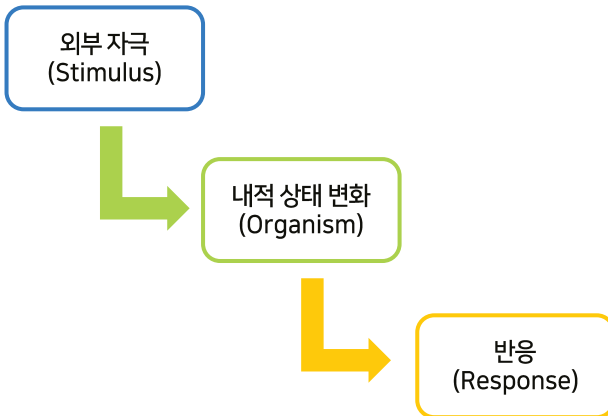 외부 자극
(Stimulus)
내적 상태 변화
(Organism)
반응
(Response)